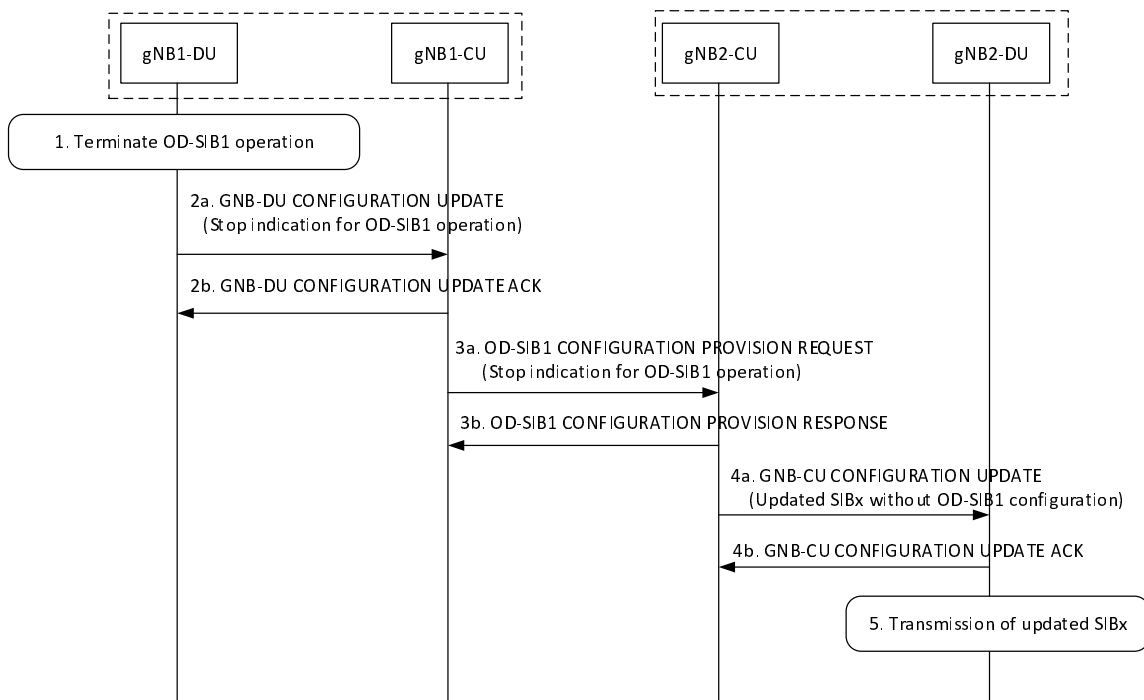 gNB1-DU
gNB1-CU
gNB2-CU
gNB2-DU
1. Terminate OD-SIB1 operation
2a. GNB-DU CONFIGURATION UPDATE
(Stop indication for OD-SIB1 operation)
2b. GNB-DU CONFIGURATION UPDATE ACK
3a. OD-SIB1 CONFIGURATION PROVISION REQUEST
(Stop indication for OD-SIB1 operation)
3b. OD-SIB1 CONFIGURATION PROVISION RESPONSE
4a. GNB-CU CONFIGURATION UPDATE
(Updated SIBx without OD-SIB1 configuration)
4b. GNB-CU CONFIGURATION UPDATE ACK
5. Transmission of updated SIBx